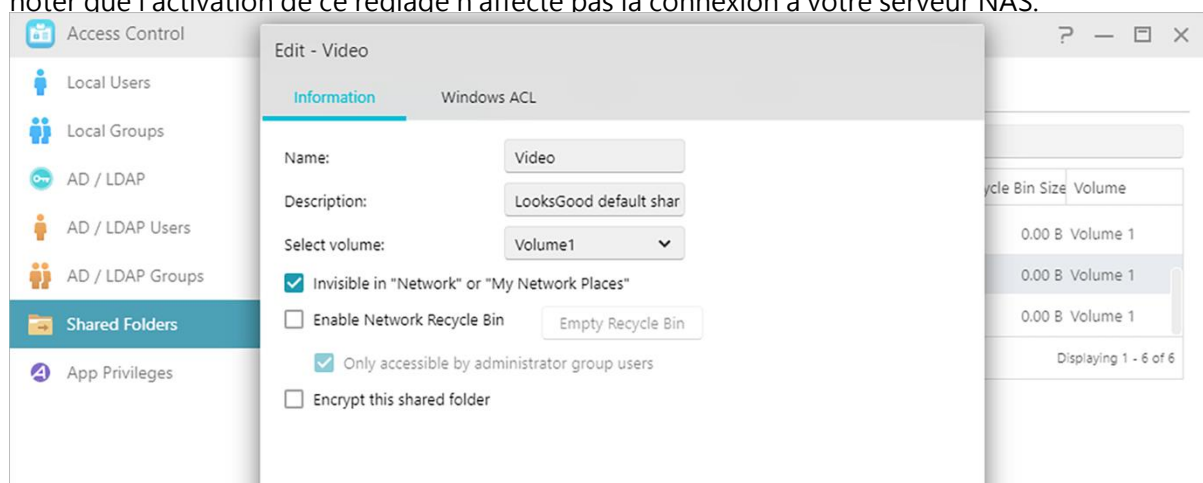 noter que l'activation de ce réglage n'affecte pas la connexion à votre serveur NAS.
Access Control
Local Users
Local Groups
AD / LDAP
AD / LDAP Users
AD / LDAP Groups
Shared Folders
App Privileges
Edit - Video
Information Windows ACL
Name: Video
Description: LooksGood default shar
Select volume: Volume1
Invisible in "Network" or "My Network Places"
Enable Network Recycle Bin Empty Recycle Bin
Only accessible by administrator group users
Encrypt this shared folder
ycle Bin Size Volume
0.00 B Volume 1
0.00 B Volume 1
0.00 B Volume 1
Displaying 1 - 6 of 6